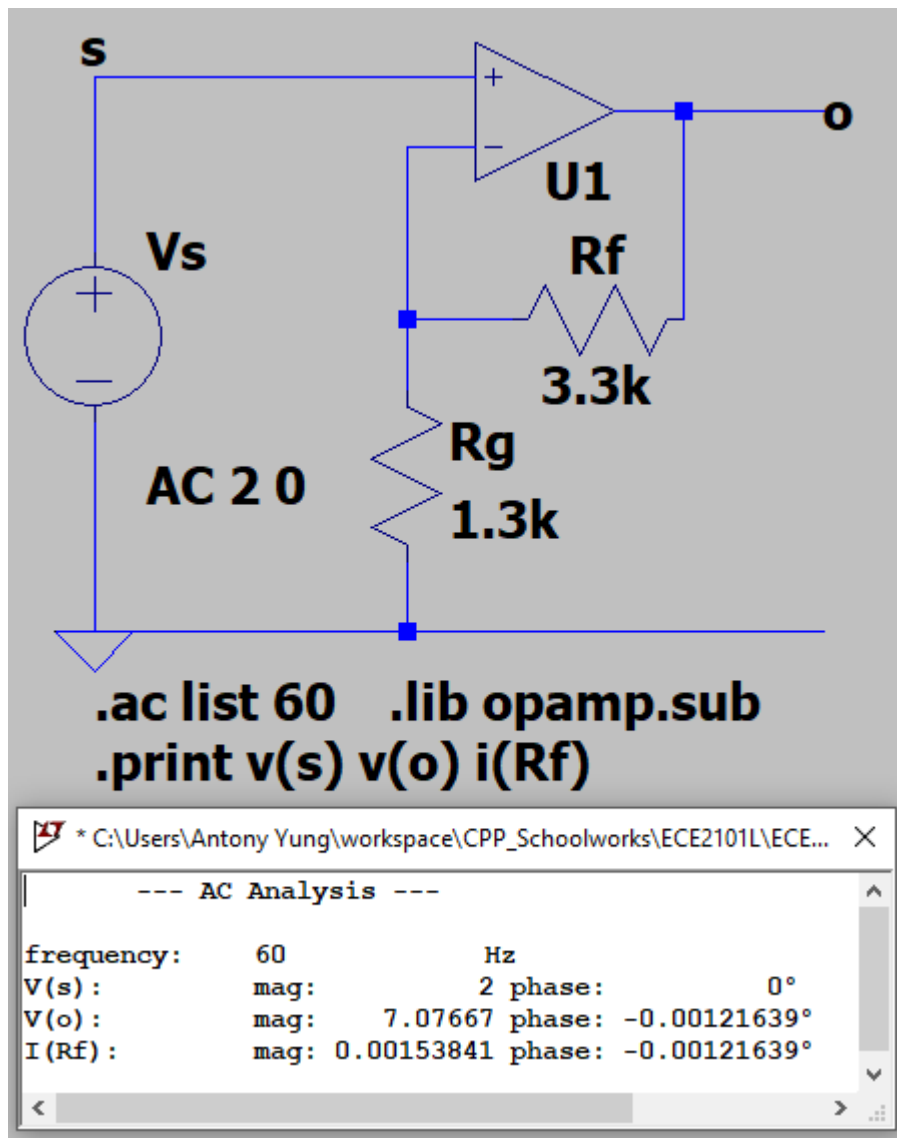 s
+
−
o
U1
Vs
+
−
Rf
3.3k
Rg
AC 2 0
1.3k
.ac list 60 .lib opamp.sub
.print v(s) v(o) i(Rf)
* C:\Users\Antony Yung\workspace\CPP_Schoolworks\ECE2101L\ECE...
--- AC Analysis ---
frequency: 60 Hz
V(s): mag: 2 phase: 0°
V(o): mag: 7.07667 phase: -0.00121639°
I(Rf): mag: 0.00153841 phase: -0.00121639°